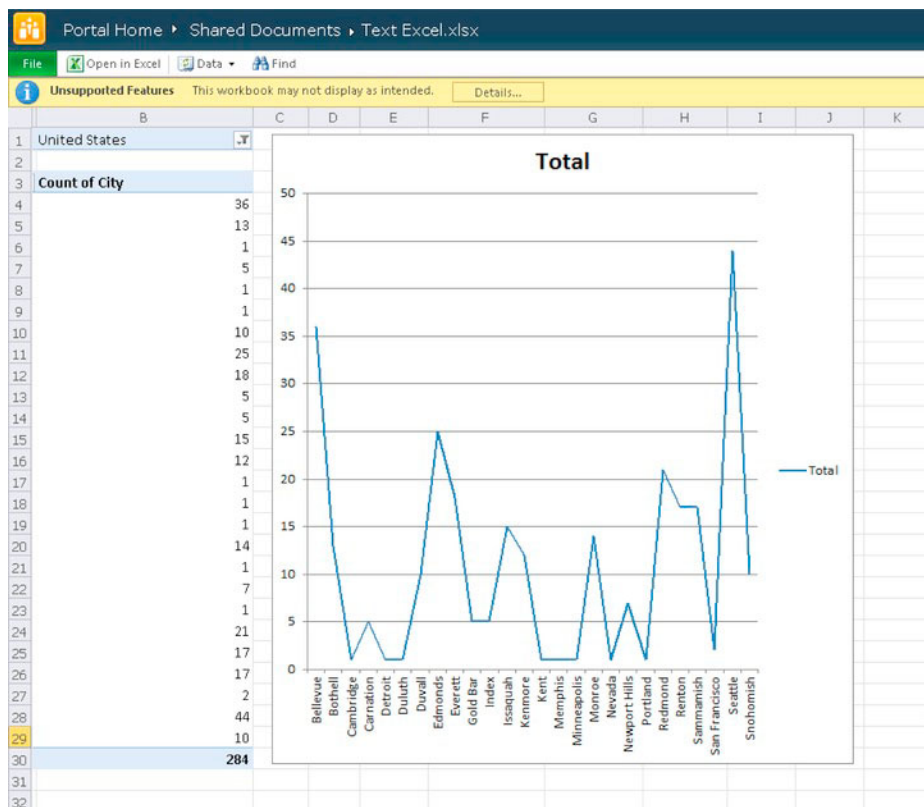 Portal Home ▸ Shared Documents ▸ Text Excel.xlsx
File Open in Excel Data Find
Unsupported Features This workbook may not display as intended. Details...
B C D E F G H I J K
1 United States
2
3 Count of City
4 36
5 13
6 1
7 5
8 1
9 1
10 10
11 25
12 18
13 5
14 5
15 15
16 12
17 1
18 1
19 1
20 14
21 1
22 7
23 1
24 21
25 17
26 17
27 2
28 44
29 10
30 284
31
32
Total
50
45
40
35
30
25
20
15
10
5
0
Bellevue
Bothell
Cambridge
Carnation
Detroit
Duluth
Duvall
Edmonds
Everett
Gold Bar
Index
Issaquah
Kenmore
Kent
Memphis
Minneapolis
Monroe
Nevada
Newport Hills
Portland
Redmond
Renton
Sammamish
San Francisco
Seattle
Snohomish
Total